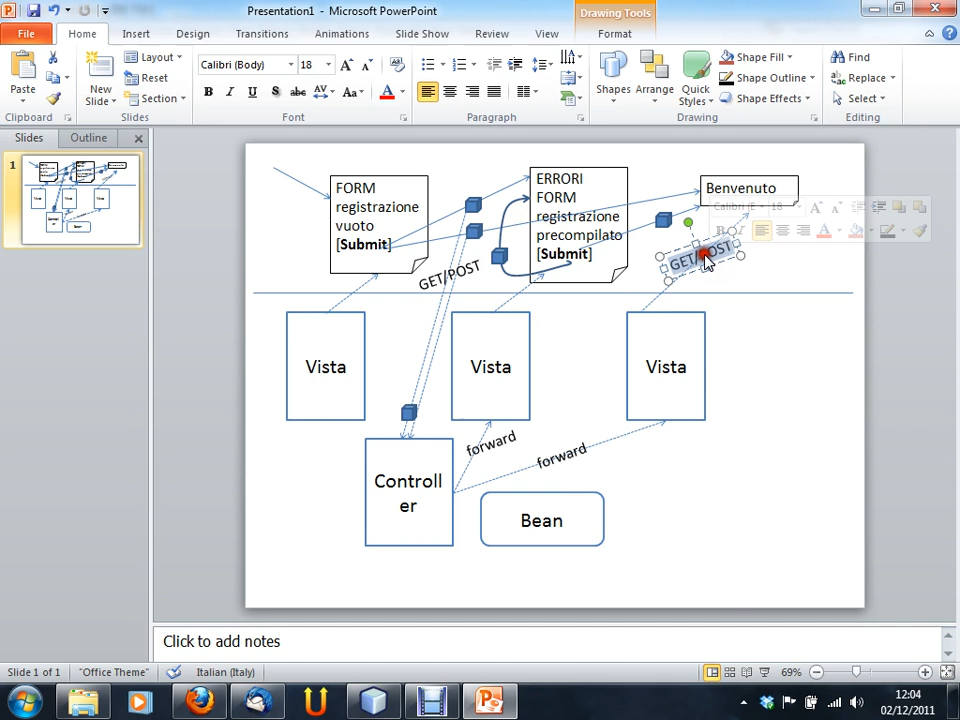 Presentation1 - Microsoft PowerPoint
Drawing Tools
File
Home
Insert
Design
Transitions
Animations
Slide Show
Review
View
Format
Paste
Clipboard
New
Slide
Layout
Reset
Section
Slides
Calibri (Body)
18
B I U S abc AV Aa A
Font
Paragraph
Shapes
Arrange
Quick
Styles
Shape Fill
Shape Outline
Shape Effects
Drawing
Find
Replace
Select
Editing
Slides
Outline
1
FORM
registrazione
vuoto
[Submit]
ERRORI
FORM
registrazione
precompilato
[Submit]
Benvenuto
GET/POST
GET/POST
Vista
Vista
Vista
forward
forward
Controll
er
Bean
Click to add notes
Slide 1 of 1
"Office Theme"
Italian (Italy)
69%
12:04
02/12/2011